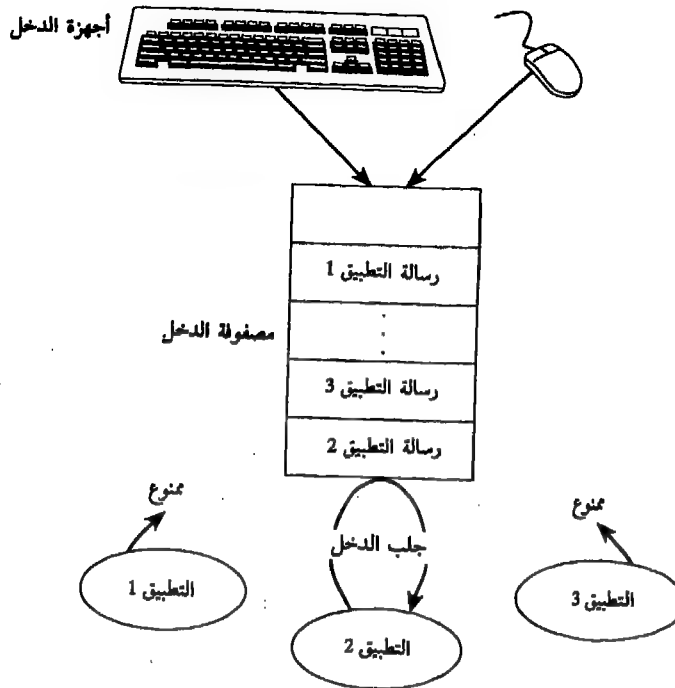 أجهزة الدخل
رسالة التطبيق 1
مصفوفة الدخل
رسالة التطبيق 3
رسالة التطبيق 2
ممنوع
ممنوع
جلب الدخل
التطبيق 1
التطبيق 3
التطبيق 2